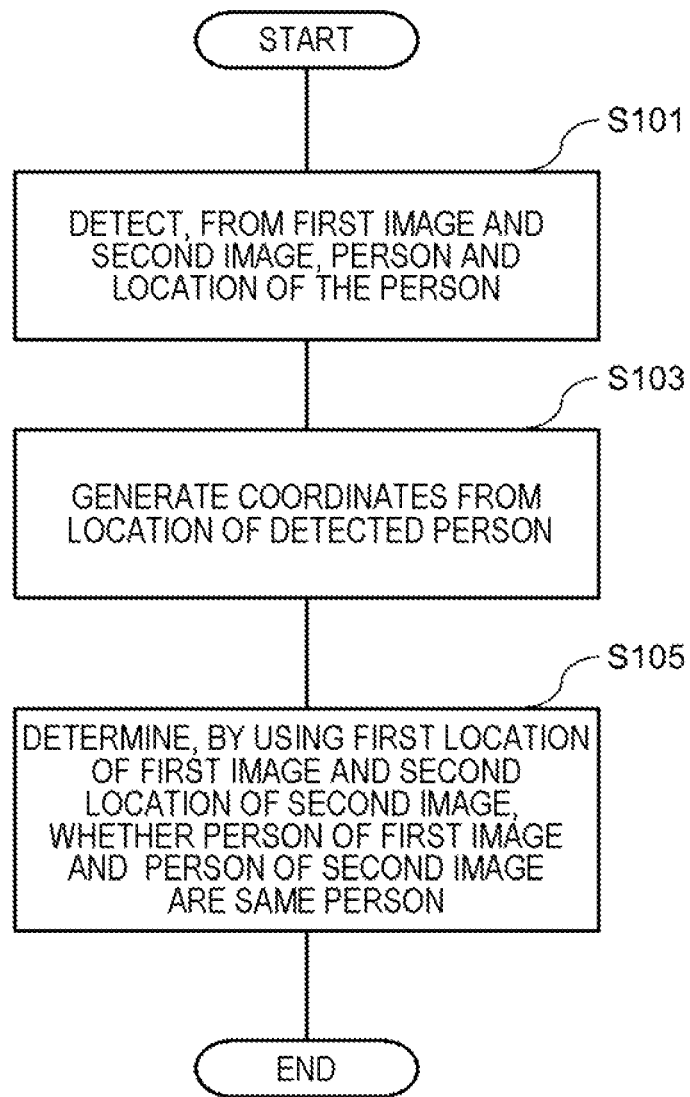 START
S101
DETECT, FROM FIRST IMAGE AND
SECOND IMAGE, PERSON AND
LOCATION OF THE PERSON
S103
GENERATE COORDINATES FROM
LOCATION OF DETECTED PERSON
S105
DETERMINE, BY USING FIRST LOCATION
OF FIRST IMAGE AND SECOND
LOCATION OF SECOND IMAGE,
WHETHER PERSON OF FIRST IMAGE
AND PERSON OF SECOND IMAGE
ARE SAME PERSON
END